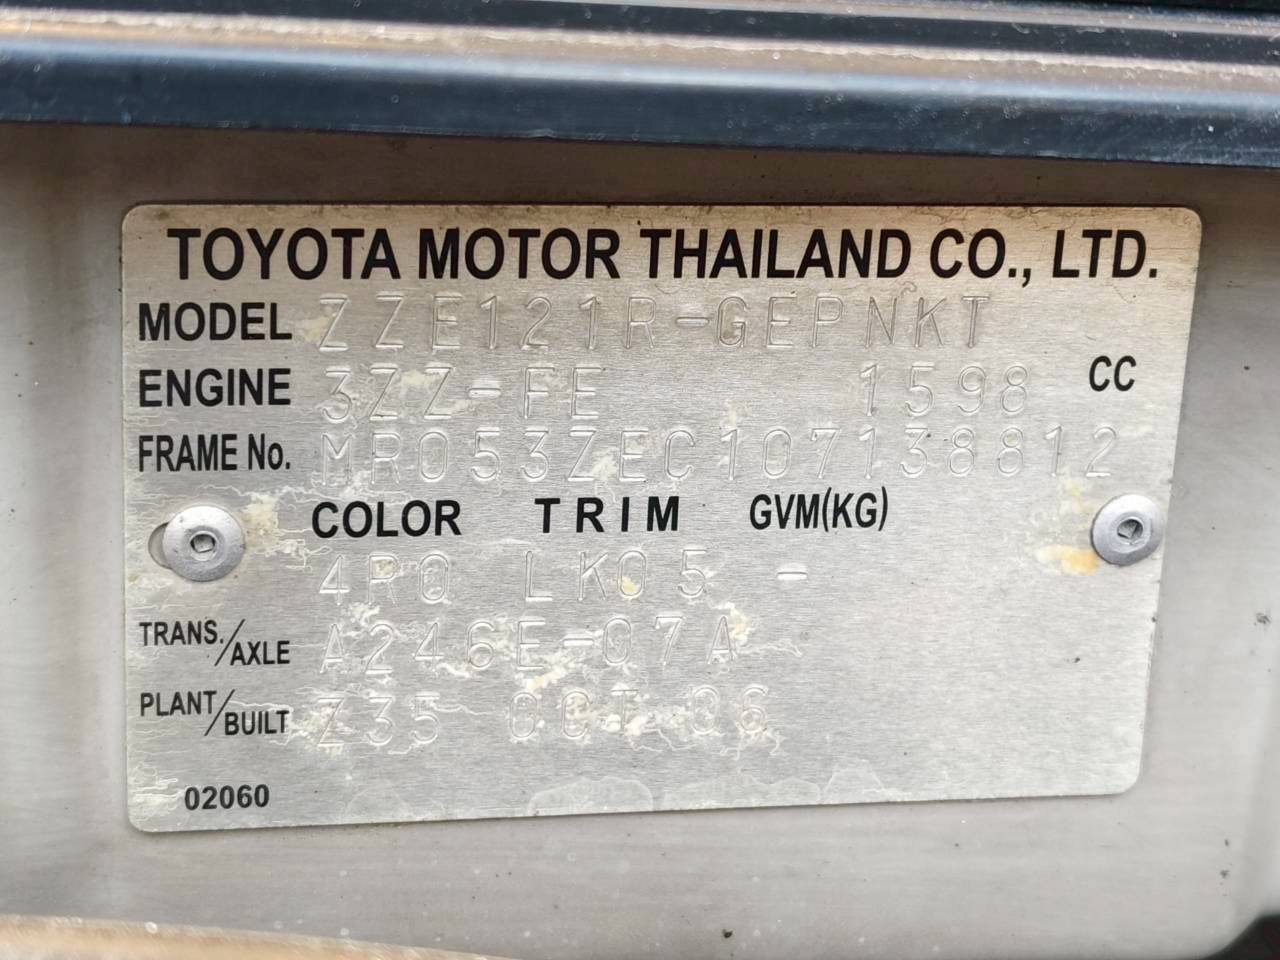 TOYOTA MOTOR THAILAND CO., LTD.
MODEL ZZE121R-GEPNKT
ENGINE 3ZZ-FE 1598 CC
FRAME No. MR053ZEC107138812
COLOR TRIM GVM(KG)
4R0 LK05 -
TRANS./AXLE A246E-07A
PLANT/BUILT Z35 OCT 06
02060